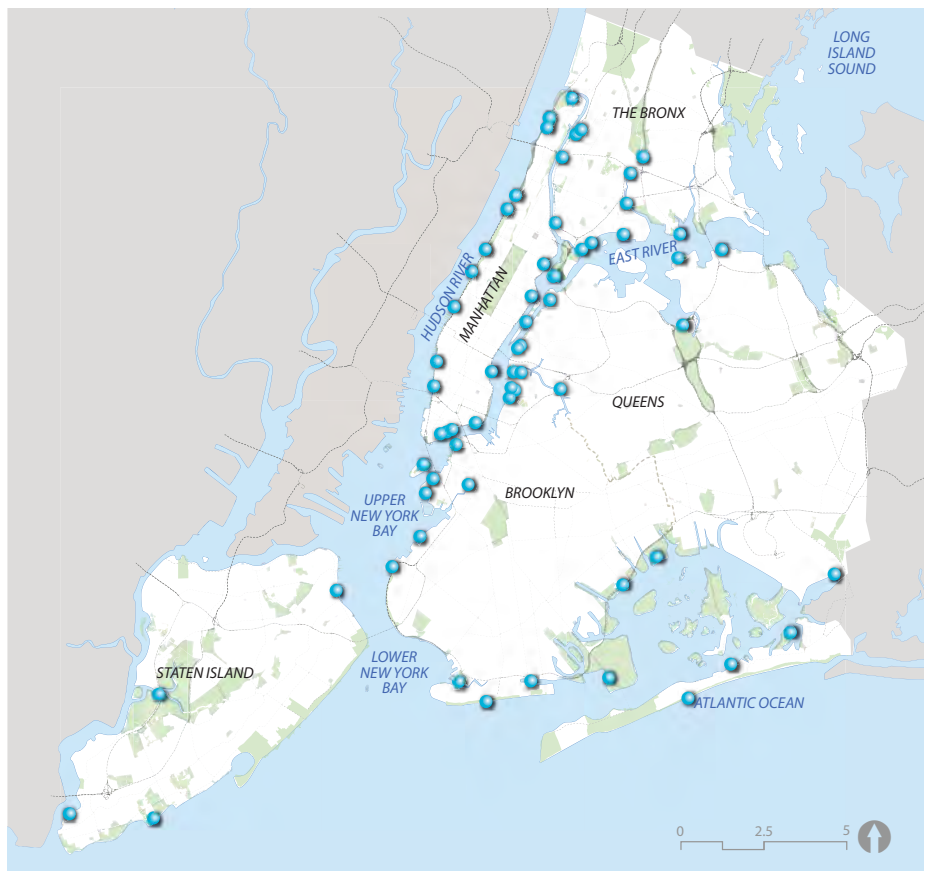 LONG
ISLAND
SOUND
THE BRONX
EAST RIVER
HUDSON RIVER
MANHATTAN
QUEENS
BROOKLYN
UPPER
NEW YORK
BAY
STATEN ISLAND
LOWER
NEW YORK
BAY
ATLANTIC OCEAN
0 2.5 5